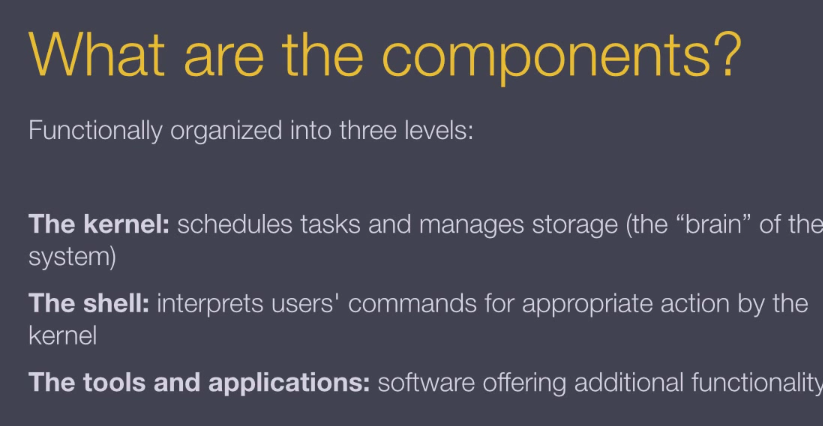 What are the components?
Functionally organized into three levels:
The kernel: schedules tasks and manages storage (the “brain” of the
system)
The shell: interprets users' commands for appropriate action by the
kernel
The tools and applications: software offering additional functionality